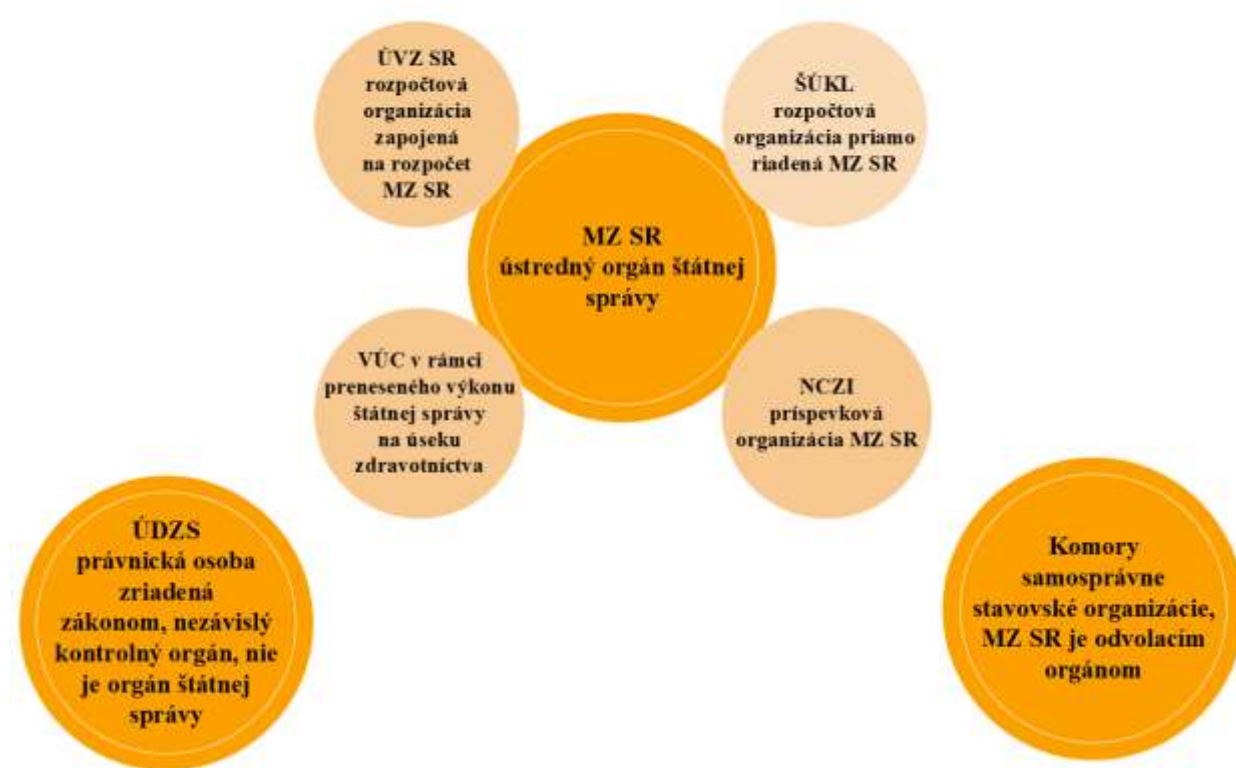 ÚVZ SR
rozpočtová
organizácia
zapojená
na rozpočet
MZ SR
ŠÚKL
rozpočtová
organizácia priamo
riadená MZ SR
MZ SR
ústredný orgán štátnej
správy
VÚC v rámci
preneseného výkonu
štátnej správy
na úseku
zdravotníctva
NCZI
príspevková
organizácia MZ SR
ÚDZS
právnická osoba
zriadená
zákonom, nezávislý
kontrolný orgán, nie
je orgán štátnej
správy
Komory
samosprávne
stavovské organizácie,
MZ SR je odvolacím
orgánom